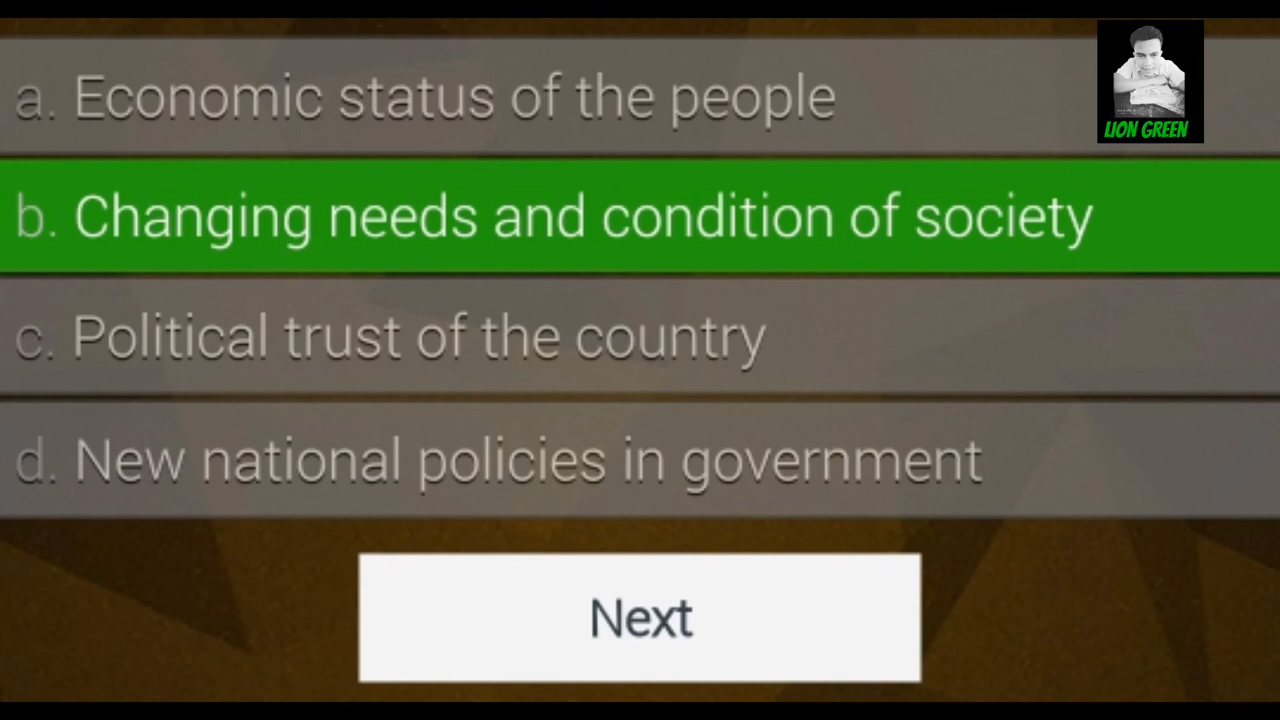 a. Economic status of the people
LION GREEN
b. Changing needs and condition of society
c. Political trust of the country
d. New national policies in government
Next